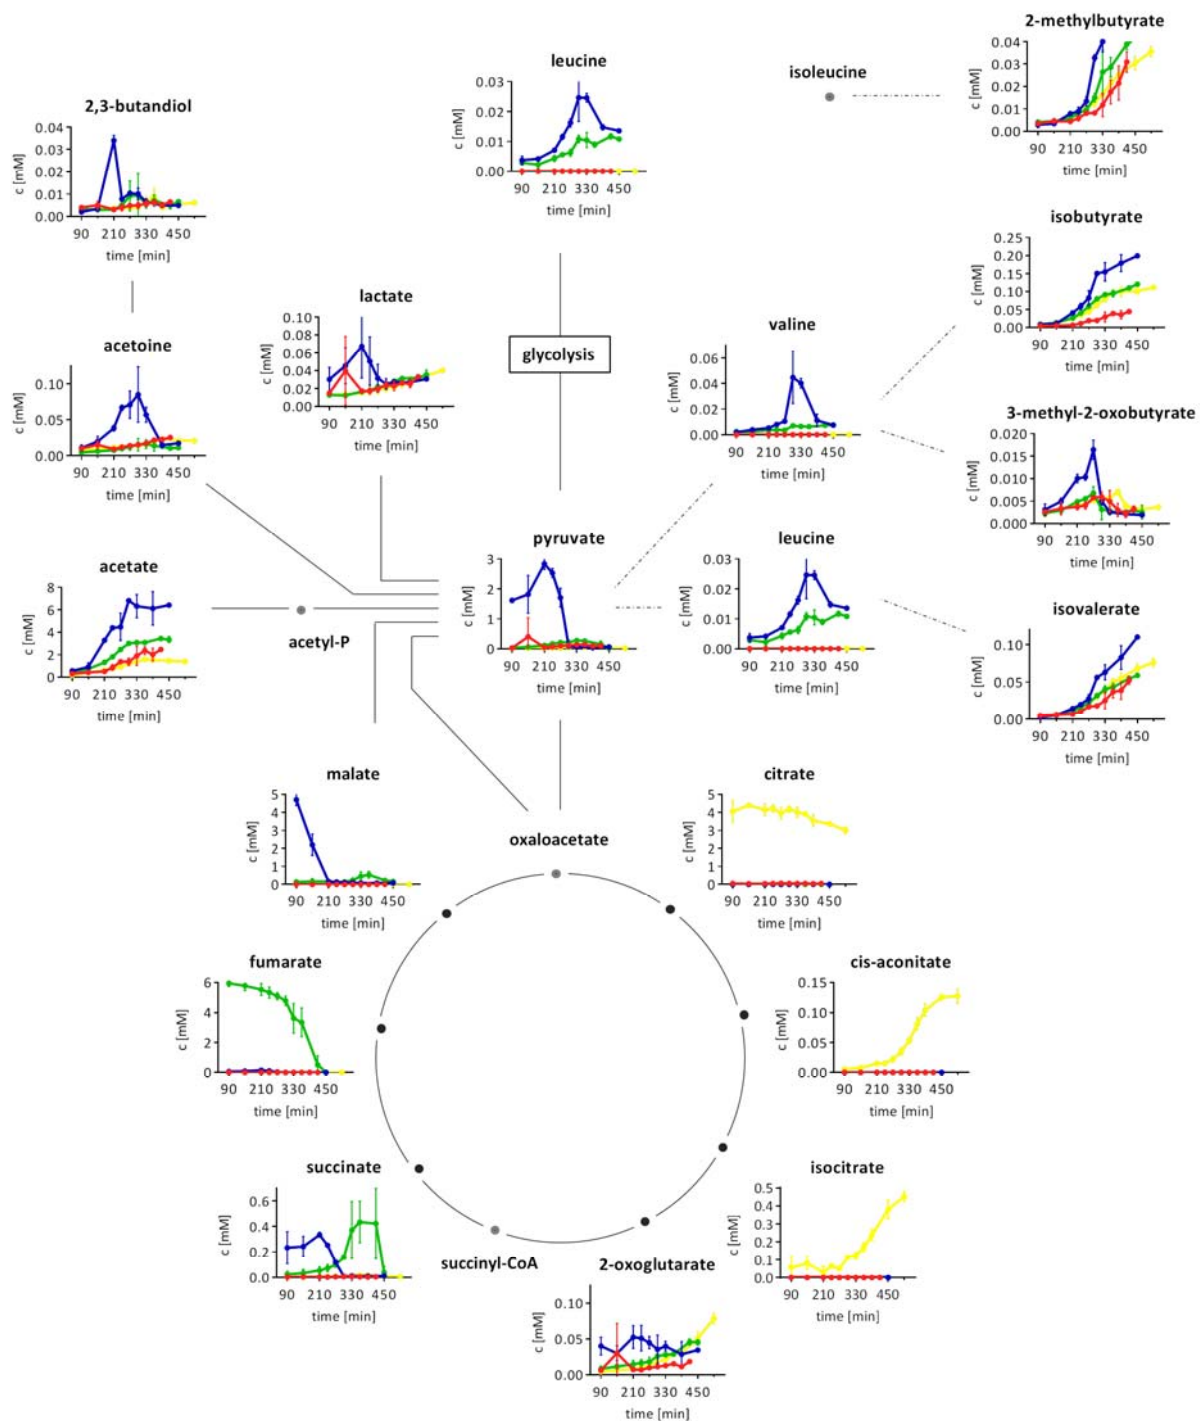 2-methylbutyrate
0.04
0.03
0.02
0.01
0.00
c [mM]
90 210 330 450
time [min]
leucine
0.03
0.02
0.01
0.00
c [mM]
90 210 330 450
time [min]
isoleucine
2,3-butandiol
0.04
0.03
0.02
0.01
0.00
c [mM]
90 210 330 450
time [min]
isobutyrate
0.25
0.20
0.15
0.10
0.05
0.00
c [mM]
90 210 330 450
time [min]
lactate
0.10
0.08
0.06
0.04
0.02
0.00
c [mM]
90 210 330 450
time [min]
glycolysis
valine
0.06
0.04
0.02
0.00
c [mM]
90 210 330 450
time [min]
acetoine
0.10
0.05
0.00
c [mM]
90 210 330 450
time [min]
3-methyl-2-oxobutyrate
0.020
0.015
0.010
0.005
0.000
c [mM]
90 210 330 450
time [min]
pyruvate
3
2
1
0
c [mM]
90 210 330 450
time [min]
leucine
0.03
0.02
0.01
0.00
c [mM]
90 210 330 450
time [min]
acetate
8
6
4
2
0
c [mM]
90 210 330 450
time [min]
acetyl-P
isovalerate
0.10
0.05
0.00
c [mM]
90 210 330 450
time [min]
malate
5
4
3
2
1
0
c [mM]
90 210 330 450
time [min]
oxaloacetate
citrate
5
4
3
2
1
0
c [mM]
90 210 330 450
time [min]
fumarate
6
4
2
0
c [mM]
90 210 330 450
time [min]
cis-aconitate
0.15
0.10
0.05
0.00
c [mM]
90 210 330 450
time [min]
succinate
0.6
0.4
0.2
0.0
c [mM]
90 210 330 450
time [min]
succinyl-CoA
2-oxoglutarate
0.10
0.05
0.00
c [mM]
90 210 330 450
time [min]
isocitrate
0.5
0.4
0.3
0.2
0.1
0.0
c [mM]
90 210 330 450
time [min]